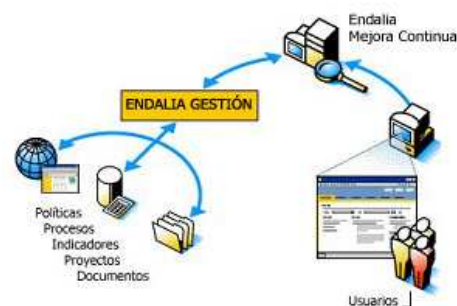 Endalia
Mejora Continua
ENDALIA GESTIÓN
Políticas
Procesos
Indicadores
Proyectos
Documentos
Usuarios